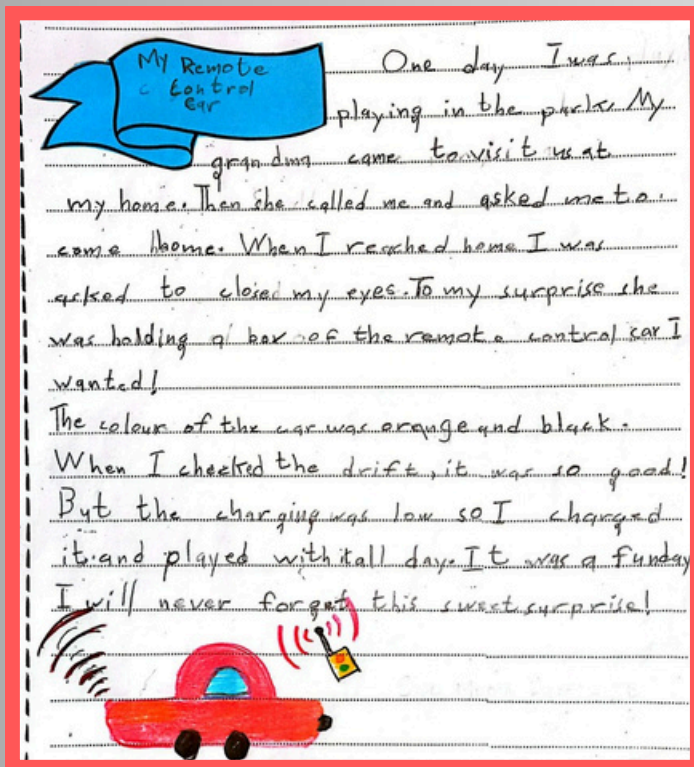 My Remote
Control
Car
One day I was
playing in the park. My
grandma came to visit us at
my home. Then she called me and asked me to
come home. When I reached home I was
asked to closed my eyes. To my surprise she
was holding a box of the remote control car I
wanted!
The colour of the car was orange and black.
When I checked the drift, it was so good!
But the charging was low so I charged
it and played with it all day. It was a funday
I will never forget this sweet surprise!